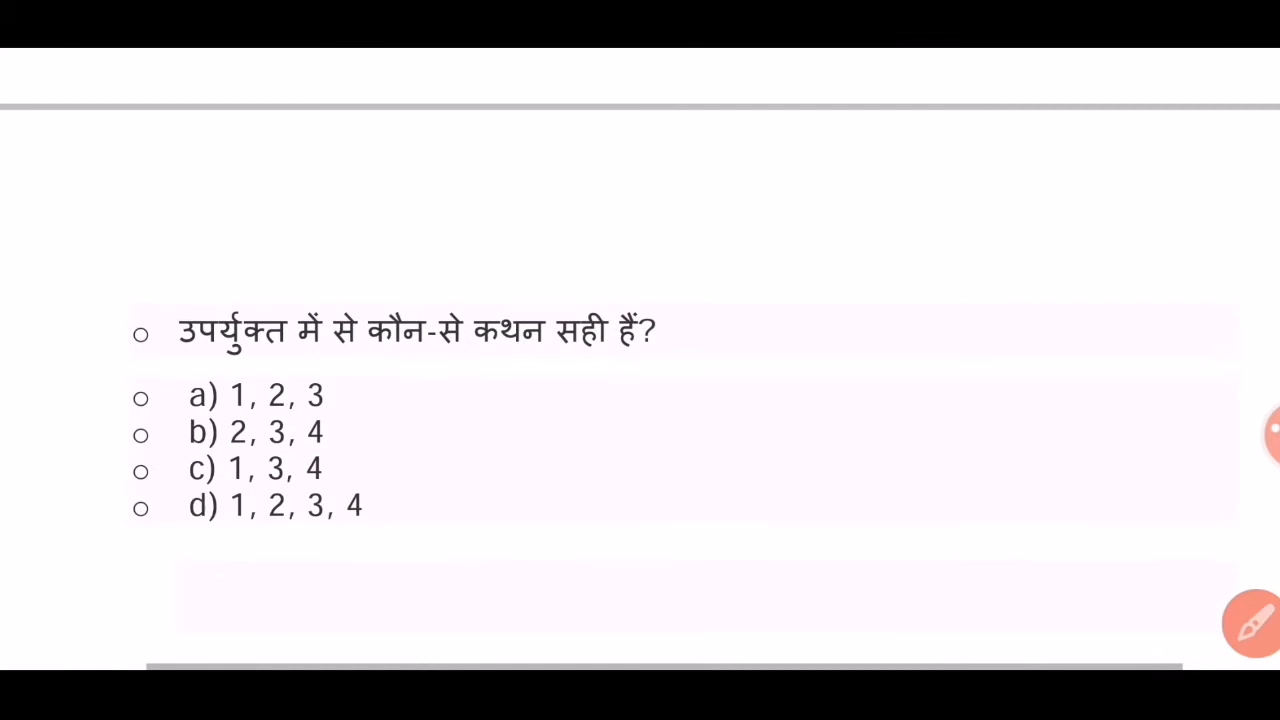 o उपर्युक्त में से कौन-से कथन सही हैं?
o a) 1, 2, 3
o b) 2, 3, 4
o c) 1, 3, 4
o d) 1, 2, 3, 4